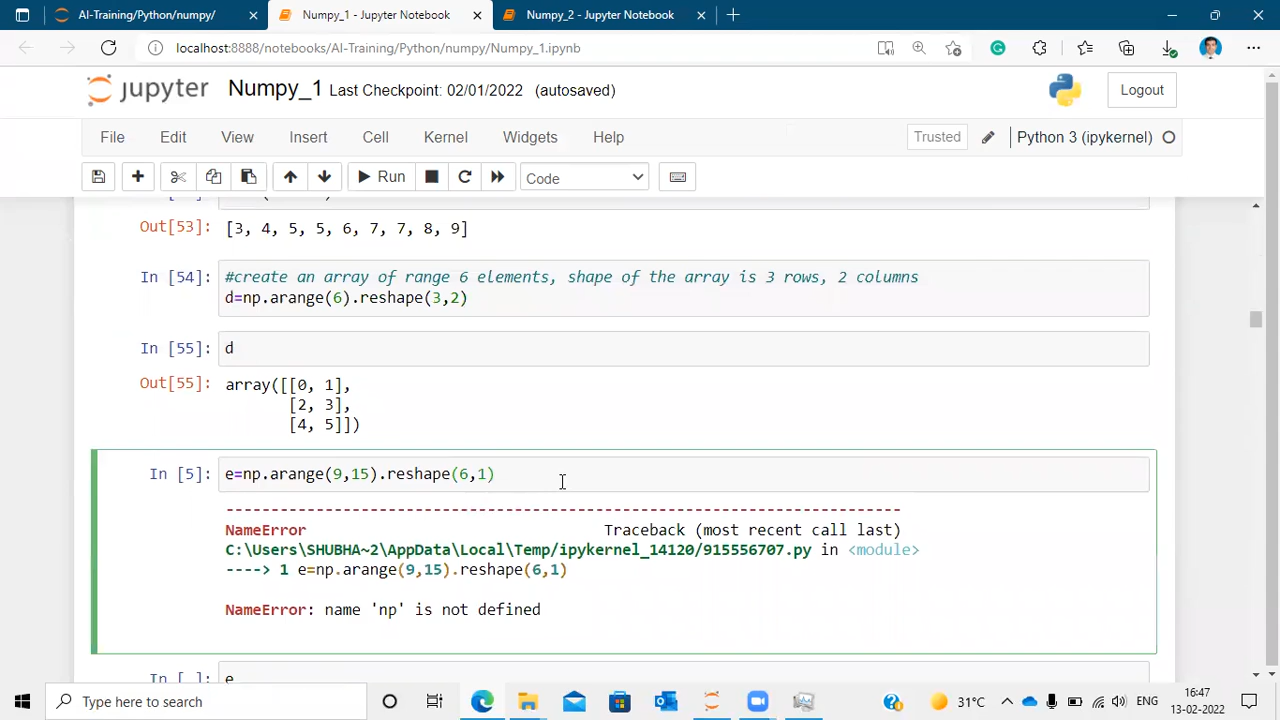 AI-Training/Python/numpy/
Numpy_1 - Jupyter Notebook
Numpy_2 - Jupyter Notebook
localhost:8888/notebooks/AI-Training/Python/numpy/Numpy_1.ipynb
jupyter Numpy_1 Last Checkpoint: 02/01/2022 (autosaved)
Logout
File Edit View Insert Cell Kernel Widgets Help
Trusted Python 3 (ipykernel)
Run Code
Out[53]: [3, 4, 5, 5, 6, 7, 7, 8, 9]
In [54]: #create an array of range 6 elements, shape of the array is 3 rows, 2 columns
d=np.arange(6).reshape(3,2)
In [55]: d
Out[55]: array([[0, 1],
[2, 3],
[4, 5]])
In [5]: e=np.arange(9,15).reshape(6,1)
---------------------------------------------------------------------------
NameError Traceback (most recent call last)
C:\Users\SHUBHA~2\AppData\Local\Temp/ipykernel_14120/915556707.py in <module>
----> 1 e=np.arange(9,15).reshape(6,1)
NameError: name 'np' is not defined
In [ ]: e
Type here to search
31°C
16:47
13-02-2022